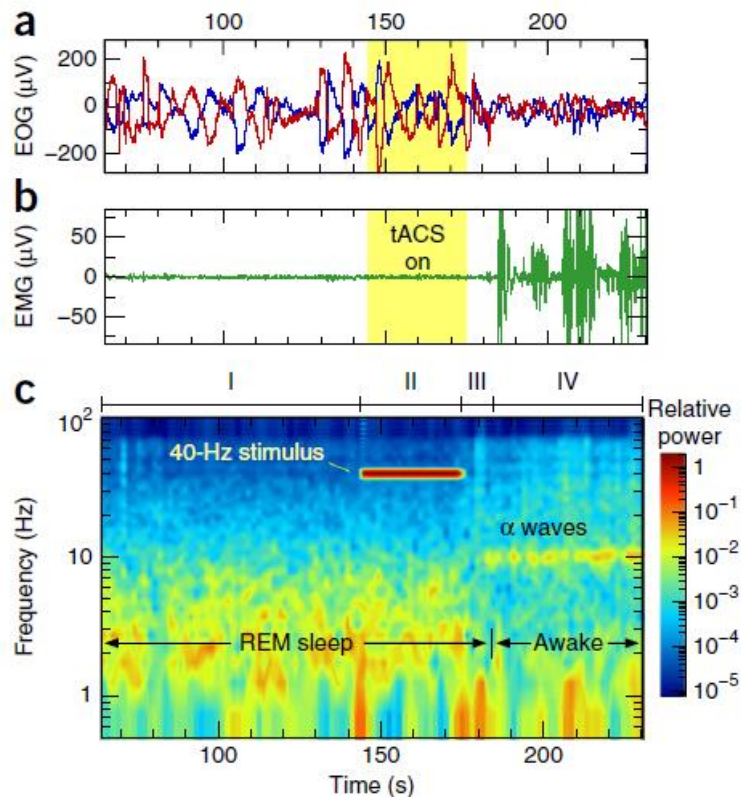 a
100 150 200
EOG (µV)
200
0
−200
b
EMG (µV)
50
0
−50
tACS
on
c
I II III IV
Relative
power
Frequency (Hz)
10²
10
1
40-Hz stimulus
α waves
REM sleep
Awake
1
10⁻¹
10⁻²
10⁻³
10⁻⁴
10⁻⁵
100 150 200
Time (s)